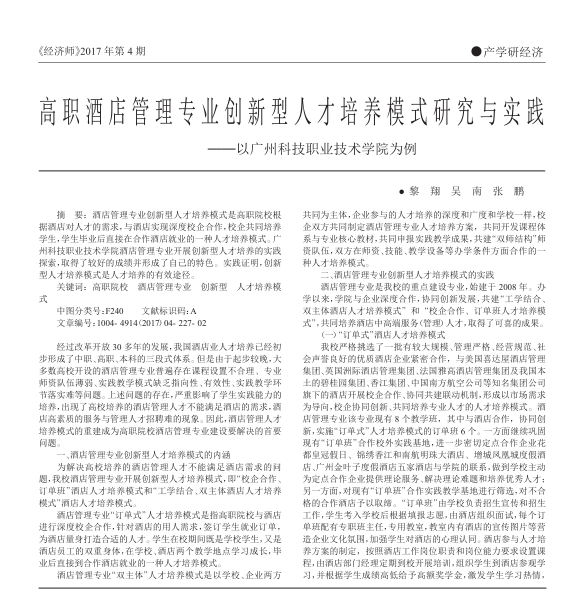 《经济师》2017 年第 4 期
●产学研经济
高职酒店管理专业创新型人才培养模式研究与实践
——以广州科技职业技术学院为例
● 黎 翔 吴 南 张 鹏
摘 要：酒店管理专业创新型人才培养模式是高职院校根
据酒店对人才的需求，与酒店实现深度校企合作，校企共同培养
学生，学生毕业后直接在合作酒店就业的一种人才培养模式。广
州科技职业技术学院酒店管理专业开展创新型人才培养的实践
探索，取得了较好的成绩并形成了自己的特色。实践证明，创新
型人才培养模式是人才培养的有效途径。
关键词：高职院校 酒店管理专业 创新型 人才培养模
式
中图分类号：F240 文献标识码：A
文章编号：1004- 4914(2017) 04- 227- 02
经过改革开放 30 多年的发展，我国酒店业人才培养已经初
步形成了中职、高职、本科的三段式体系。但是由于起步较晚，大
多数高校开设的酒店管理专业普遍存在课程设置不合理、专业
师资队伍薄弱、实践教学模式缺乏指向性、有效性、实践教学环
节落实难等问题。上述问题的存在，严重影响了学生实践能力的
培养，出现了高校培养的酒店管理人才不能满足酒店的需求，酒
店高素质的服务与管理人才招聘难的现象。因此，酒店管理人才
培养模式的重建成为高职院校酒店管理专业建设要解决的首要
问题。
一、酒店管理专业创新型人才培养模式的内涵
为解决高校培养的酒店管理人才不能满足酒店需求的问
题，我校酒店管理专业开展创新型人才培养模式，即“校企合作、
订单班”酒店人才培养模式和“工学结合、双主体酒店人才培养
模式”酒店人才培养模式。
酒店管理专业“订单式”人才培养模式是指高职院校与酒店
进行深度校企合作，针对酒店的用人需求，签订学生就业订单，
为酒店量身打造合适的人才。学生在校期间既是学校学生，又是
酒店员工的双重身体，在学校、酒店两个教学地点学习成长，毕
业后直接到合作酒店就业的一种人才培养模式。
酒店管理专业“双主体”人才培养模式是以学校、企业两方
共同为主体，企业参与的人才培养的深度和广度和学校一样，校
企双方共同制定酒店管理专业人才培养方案，共同开发课程体
系与专业核心教材，共同申报实践教学成果，共建“双师结构”师
资队伍，双方在师资、技能、教学设备等办学条件方面合作的一
种人才培养模式。
二、酒店管理专业创新型人才培养模式的实践
酒店管理专业是我校的重点建设专业，始建于 2008 年。办
学以来，学院与企业深度合作，协同创新发展，共建“工学结合、
双主体酒店人才培养模式” 和 “校企合作、订单班人才培养模
式”，共同培养酒店中高端服务(管理)人才，取得了可喜的成果。
(一)“订单式”酒店人才培养模式
我校严格挑选了一批有较大规模、管理严格、经营规范、社
会声誉良好的优质酒店企业紧密合作，与美国喜达屋酒店管理
集团、英国洲际酒店管理集团、法国雅高酒店管理集团及我国本
土的碧桂园集团、香江集团、中国南方航空公司等知名集团公司
旗下的酒店开展校企合作、协同共建联动机制，形成以市场需求
为导向，校企协同创新、共同培养专业人才的人才培养模式。酒
店管理专业该专业现有 8 个教学班，其中与酒店合作，协同创
新，实施“订单式”人才培养模式的订单班 6 个。一方面继续巩固
现有“订单班”合作校外实践基地，进一步密切定点合作企业花
都皇冠假日、锦绣香江和南航明珠大酒店、增城凤凰城度假酒
店、广州金叶子度假酒店五家酒店与学院的联系，做到学校主动
为定点合作企业提供理论服务、解决理论难题和培养优秀人才；
另一方面，对现有“订单班”合作实践教学基地进行筛选，对不合
格的合作酒店予以取缔。“订单班”由学校负责招生宣传和招生
工作，学生考入学校后根据填报志愿，由酒店组织面试，每个订
单班配有专职班主任，专用教室，教室内有酒店的宣传图片等营
造企业文化氛围，加强学生对酒店的心理认同。酒店参与人才培
养方案的制定，按照酒店工作岗位职责和岗位能力要求设置课
程，由酒店部门经理定期到校开展培训，组织学生到酒店参观学
习，并根据学生成绩高低给予高额奖学金，激发学生学习热情，